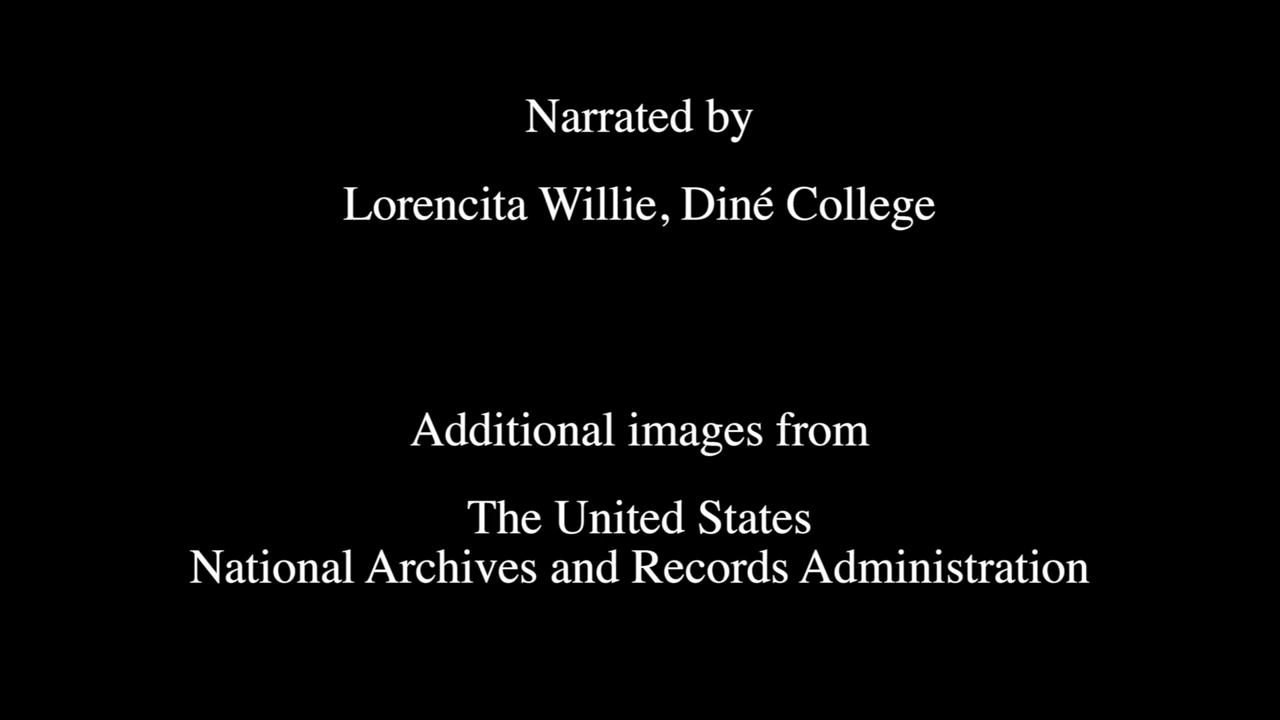 Narrated by
Lorencita Willie, Diné College
Additional images from
The United States
National Archives and Records Administration